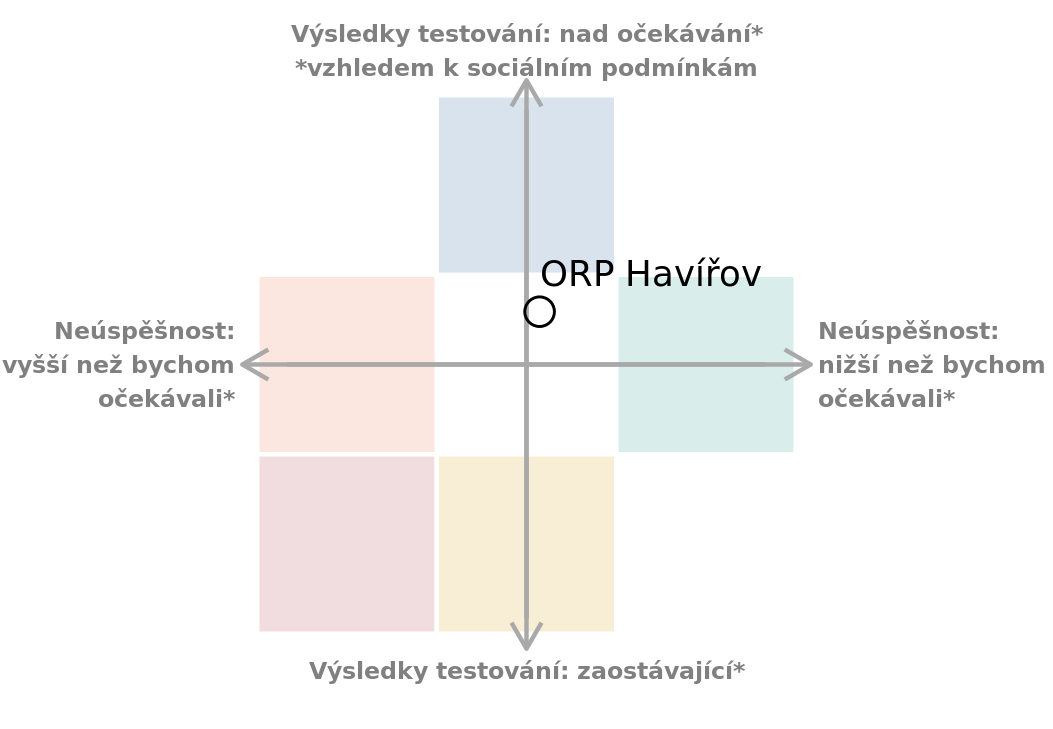 Výsledky testování: nad očekávání*
*vzhledem k sociálním podmínkám
ORP Havířov
Neúspěšnost:
vyšší než bychom
očekávali*
Neúspěšnost:
nižší než bychom
očekávali*
Výsledky testování: zaostávající*